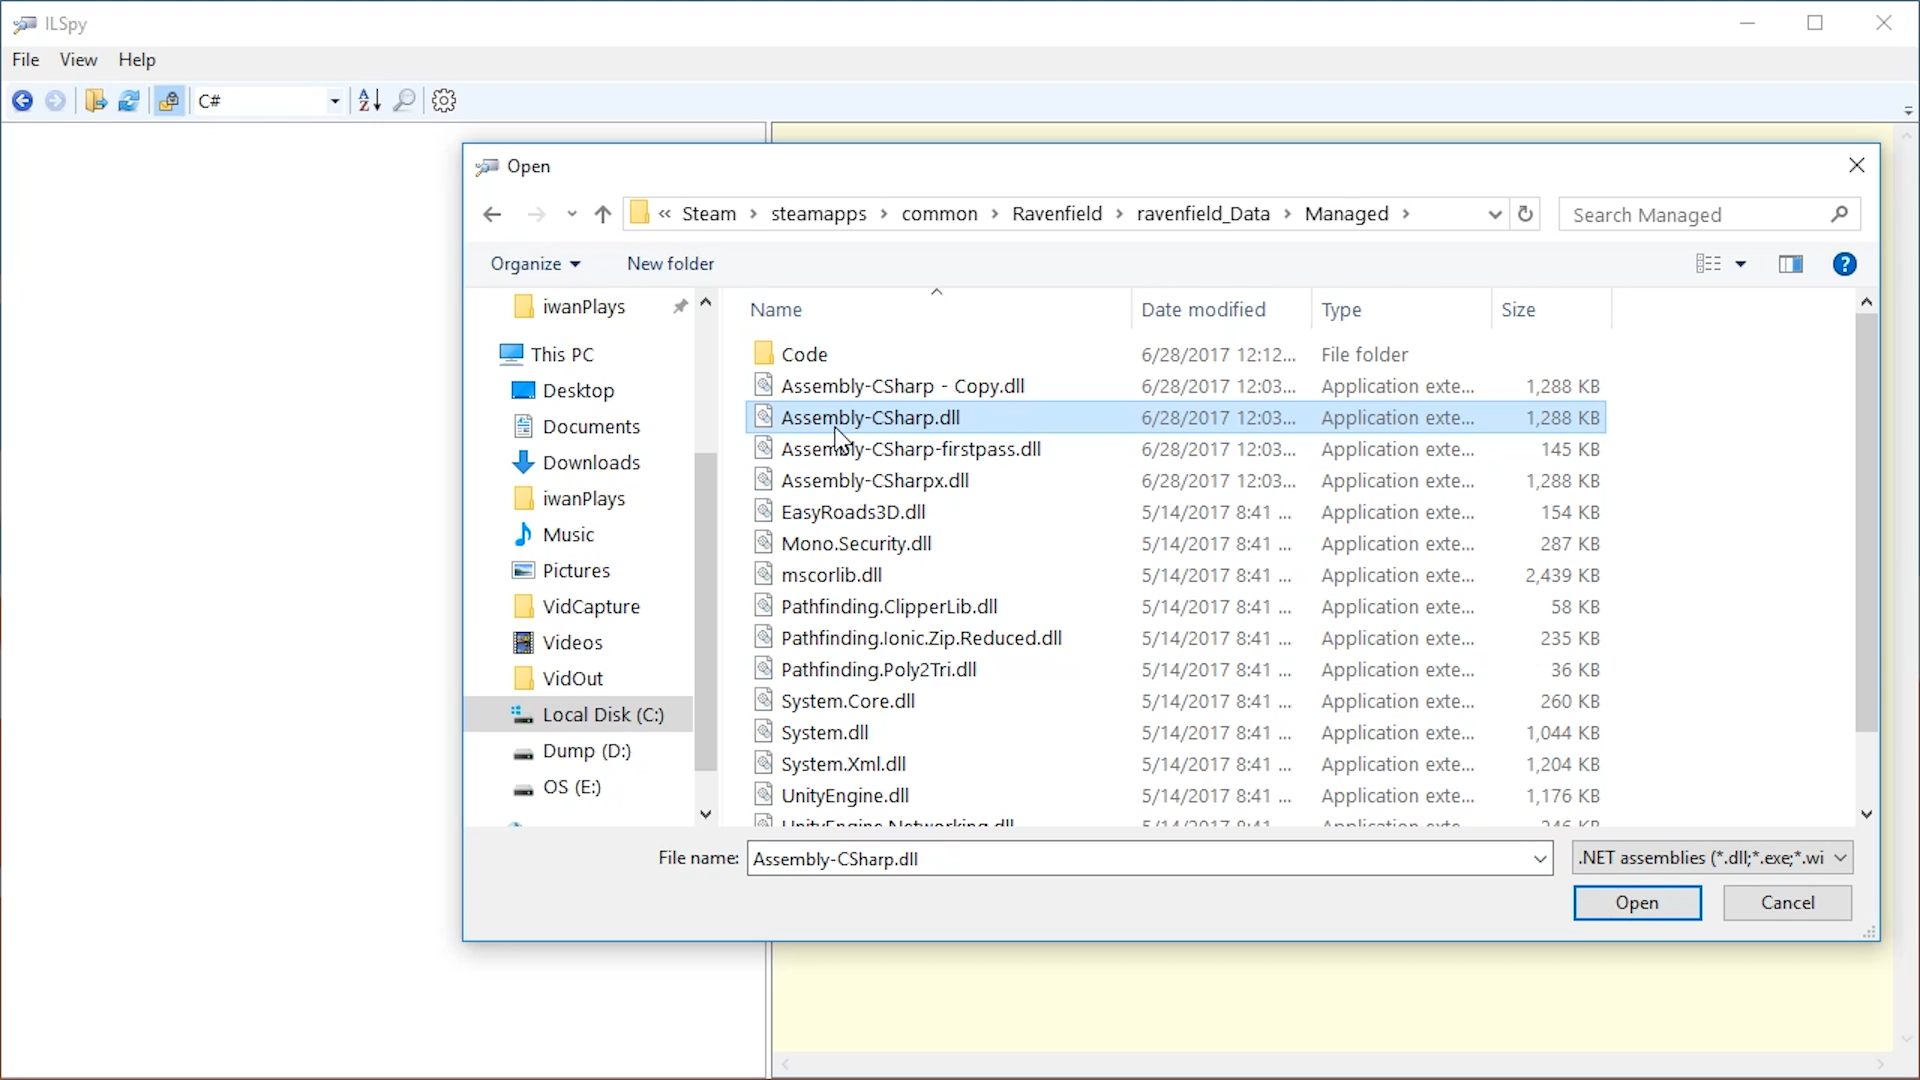 ILSpy
File View Help
C#
Open
« Steam > steamapps > common > Ravenfield > ravenfield_Data > Managed >
Search Managed
Organize
New folder
iwanPlays
This PC
Desktop
Documents
Downloads
iwanPlays
Music
Pictures
VidCapture
Videos
VidOut
Local Disk (C:)
Dump (D:)
OS (E:)
Name Date modified Type Size
Code 6/28/2017 12:12... File folder
Assembly-CSharp - Copy.dll 6/28/2017 12:03... Application exte... 1,288 KB
Assembly-CSharp.dll 6/28/2017 12:03... Application exte... 1,288 KB
Assembly-CSharp-firstpass.dll 6/28/2017 12:03... Application exte... 145 KB
Assembly-CSharpx.dll 6/28/2017 12:03... Application exte... 1,288 KB
EasyRoads3D.dll 5/14/2017 8:41 ... Application exte... 154 KB
Mono.Security.dll 5/14/2017 8:41 ... Application exte... 287 KB
mscorlib.dll 5/14/2017 8:41 ... Application exte... 2,439 KB
Pathfinding.ClipperLib.dll 5/14/2017 8:41 ... Application exte... 58 KB
Pathfinding.Ionic.Zip.Reduced.dll 5/14/2017 8:41 ... Application exte... 235 KB
Pathfinding.Poly2Tri.dll 5/14/2017 8:41 ... Application exte... 36 KB
System.Core.dll 5/14/2017 8:41 ... Application exte... 260 KB
System.dll 5/14/2017 8:41 ... Application exte... 1,044 KB
System.Xml.dll 5/14/2017 8:41 ... Application exte... 1,204 KB
UnityEngine.dll 5/14/2017 8:41 ... Application exte... 1,176 KB
UnityEngine.Networking.dll 5/14/2017 8:41 ... Application exte... 246 KB
File name: Assembly-CSharp.dll
.NET assemblies (*.dll;*.exe;*.wi
Open
Cancel